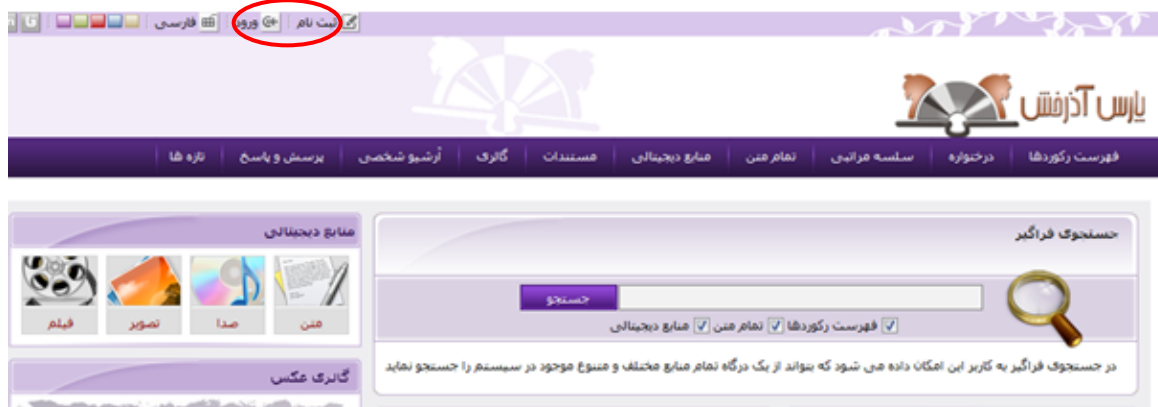 ثبت نام ورود فارسی
پارس آذرخش
فهرست رکوردها درختواره سلسه مراتبی تمام متن منابع دیجیتالی مستندات گالری آرشیو شخصی پرسش و پاسخ تازه ها
جستجوی فراگیر
جستجو
فهرست رکوردها تمام متن منابع دیجیتالی
در جستجوی فراگیر به کاربر این امکان داده می شود که بتواند از یک درگاه تمام منابع مختلف و متنوع موجود در سیستم را جستجو نماید
منابع دیجیتالی
متن صدا تصویر فیلم
گالری عکس